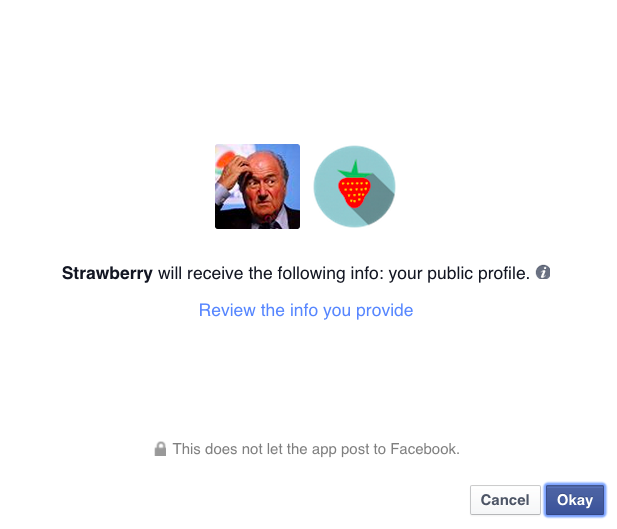 Strawberry will receive the following info: your public profile. i
Review the info you provide
This does not let the app post to Facebook.
Cancel Okay